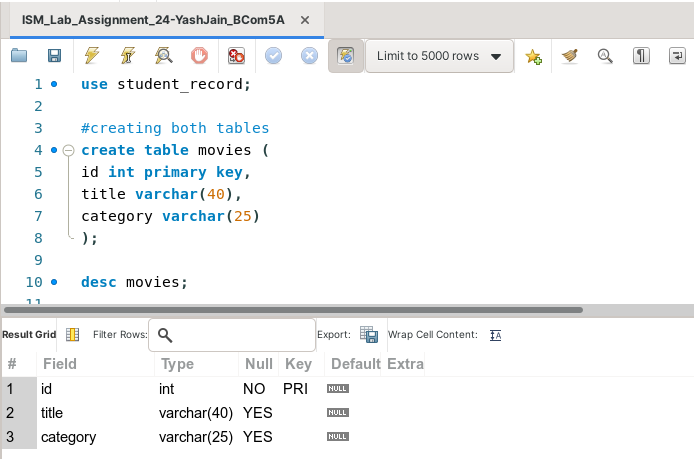 ISM_Lab_Assignment_24-YashJain_BCom5A ×
Limit to 5000 rows
1 use student_record;
2
3 #creating both tables
4 create table movies (
5 id int primary key,
6 title varchar(40),
7 category varchar(25)
8 );
9
10 desc movies;
11
Result Grid Filter Rows: Export: Wrap Cell Content: IA
# Field Type Null Key Default Extra
1 id int NO PRI NULL
2 title varchar(40) YES NULL
3 category varchar(25) YES NULL